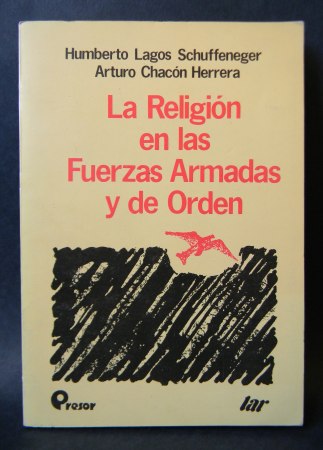 Humberto Lagos Schuffeneger
Arturo Chacón Herrera
La Religión
en las
Fuerzas Armadas
y de Orden
Presor
lar